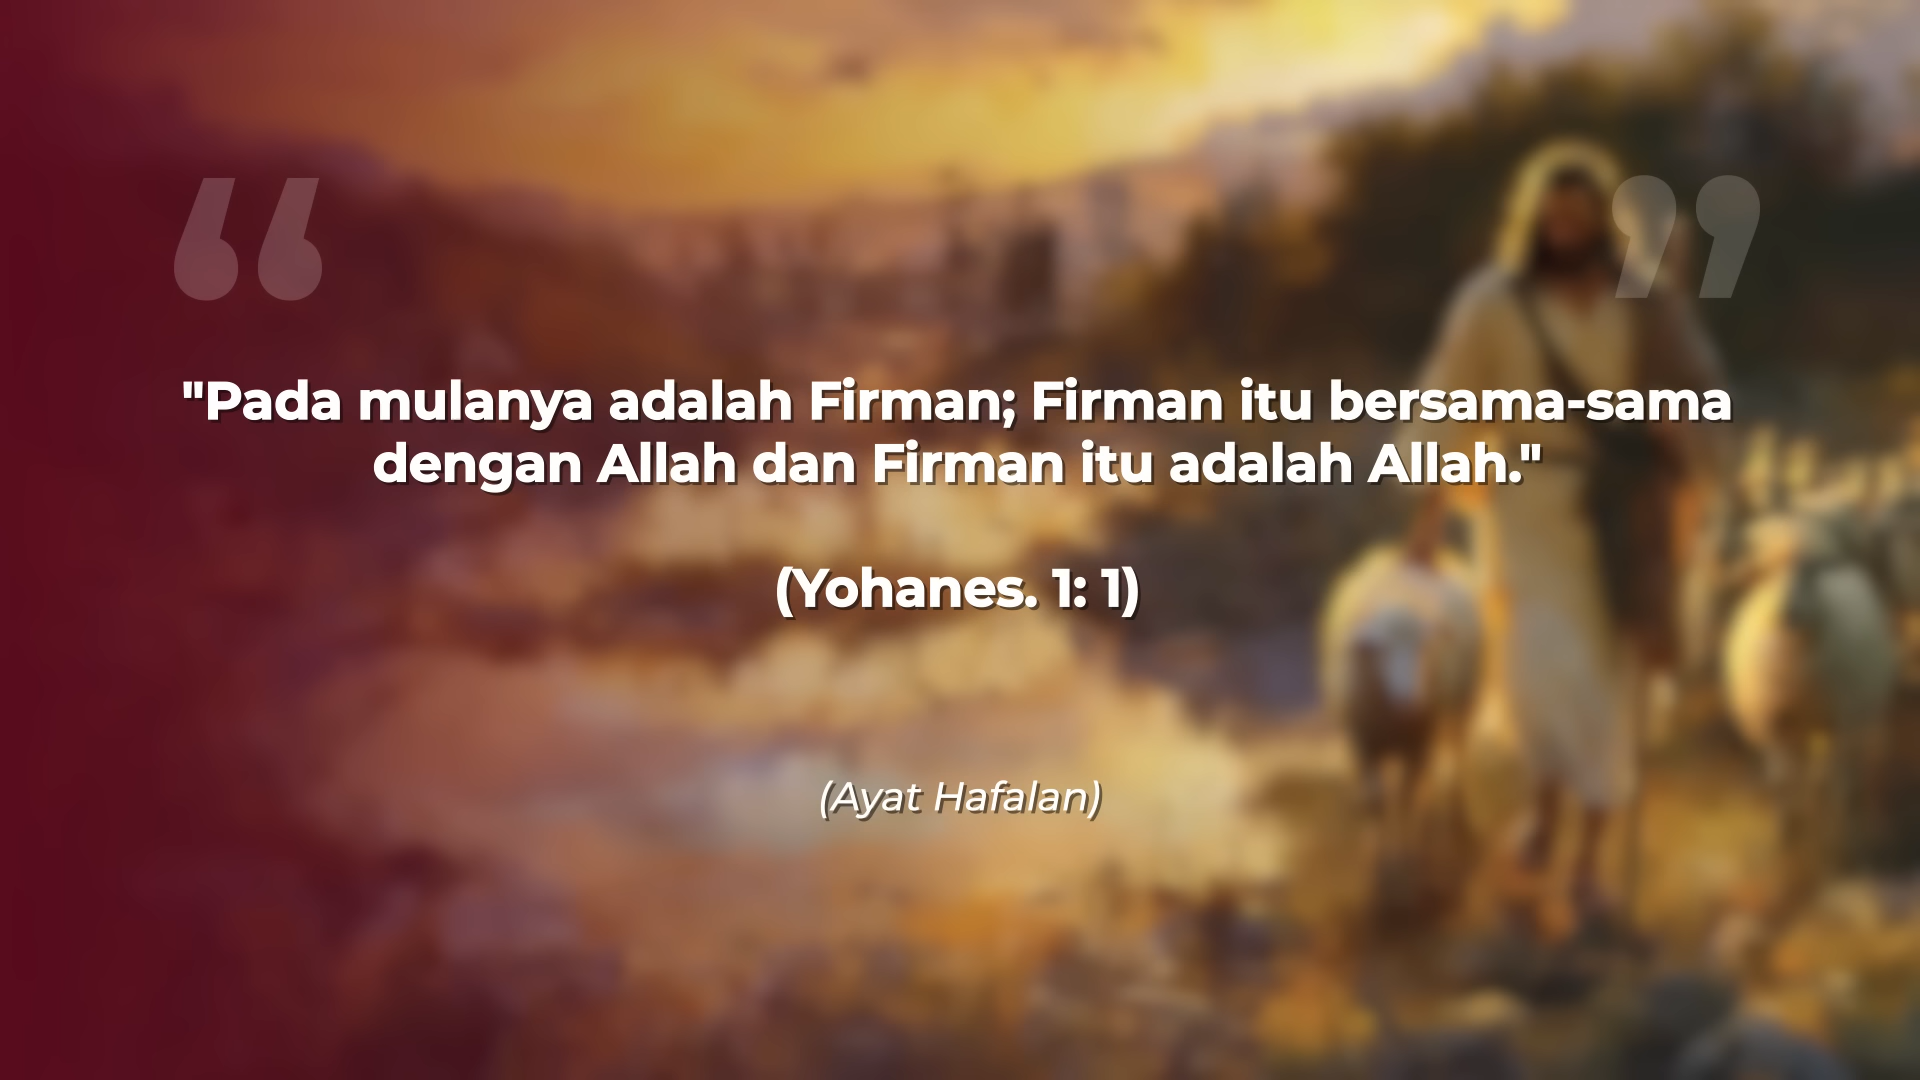 "Pada mulanya adalah Firman; Firman itu bersama-sama
dengan Allah dan Firman itu adalah Allah."
(Yohanes. 1: 1)
(Ayat Hafalan)